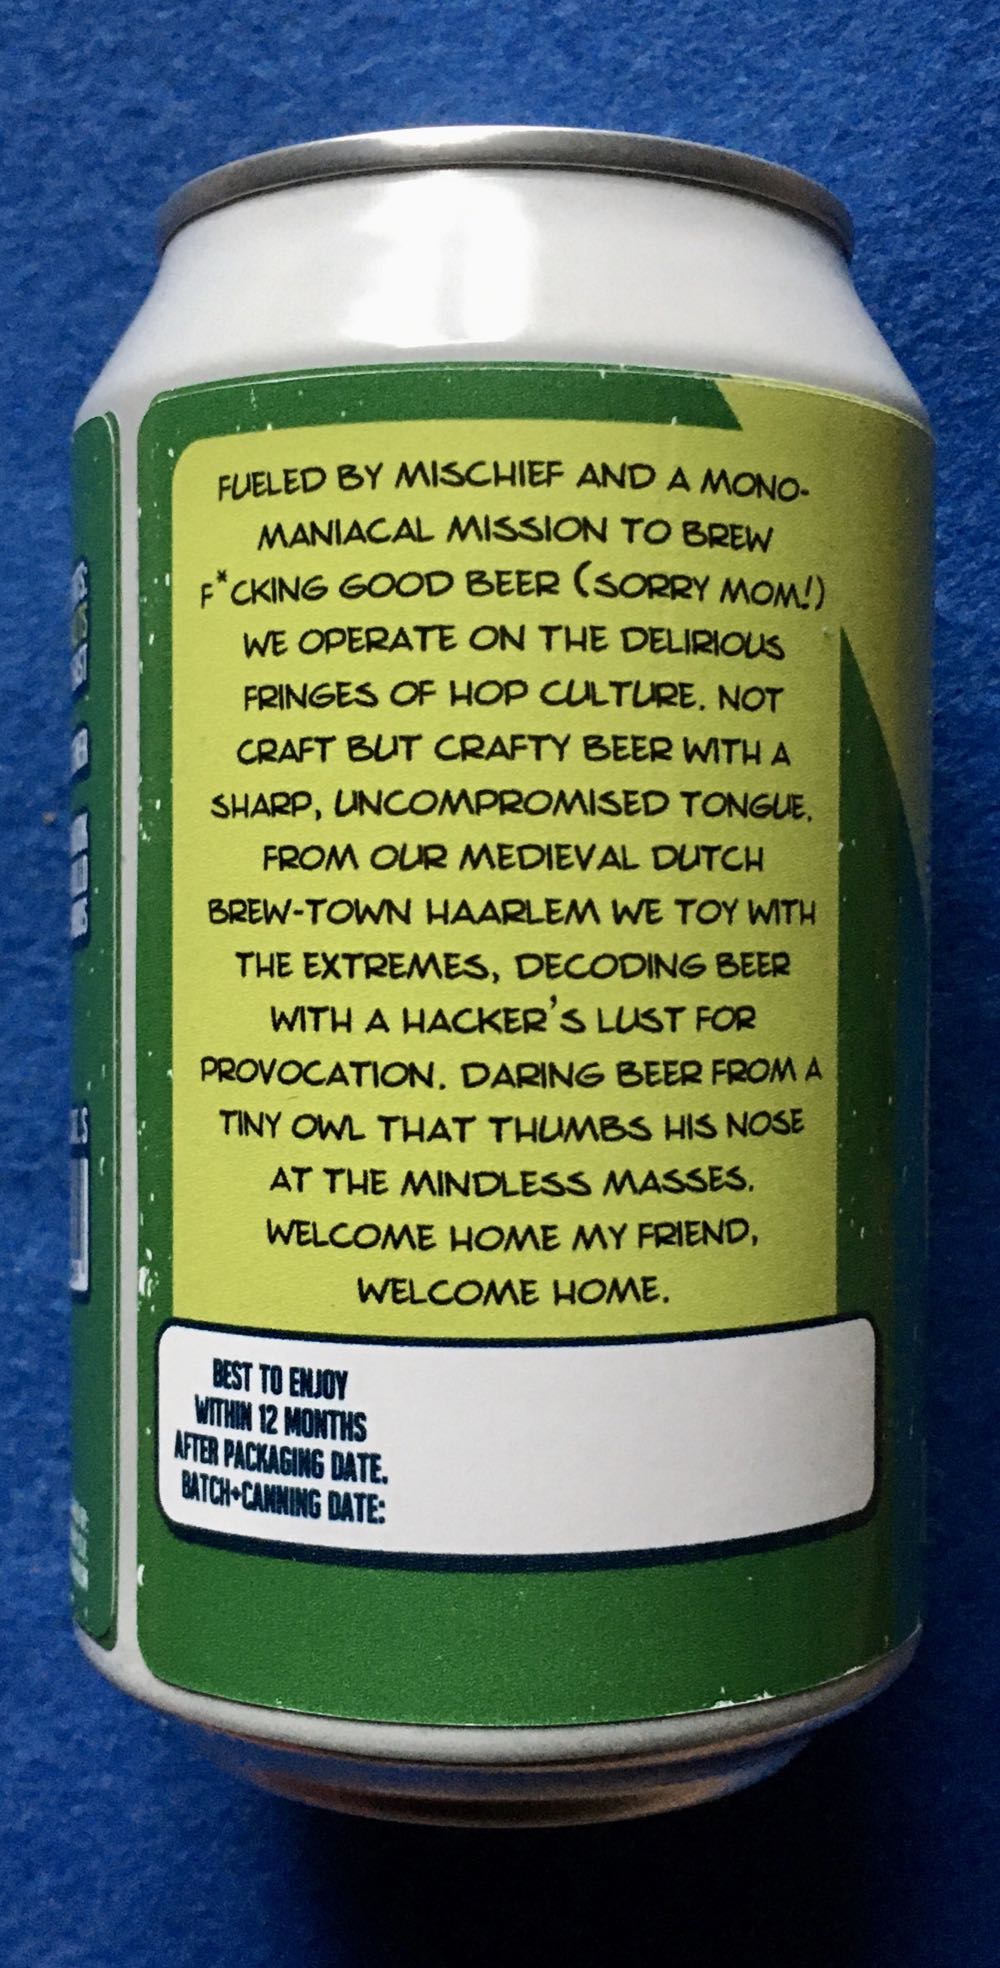 FUELED BY MISCHIEF AND A MONO-
MANIACAL MISSION TO BREW
F*CKING GOOD BEER (SORRY MOM!)
WE OPERATE ON THE DELIRIOUS
FRINGES OF HOP CULTURE. NOT
CRAFT BUT CRAFTY BEER WITH A
SHARP, UNCOMPROMISED TONGUE.
FROM OUR MEDIEVAL DUTCH
BREW-TOWN HAARLEM WE TOY WITH
THE EXTREMES, DECODING BEER
WITH A HACKER'S LUST FOR
PROVOCATION. DARING BEER FROM A
TINY OWL THAT THUMBS HIS NOSE
AT THE MINDLESS MASSES.
WELCOME HOME MY FRIEND,
WELCOME HOME.
BEST TO ENJOY
WITHIN 12 MONTHS
AFTER PACKAGING DATE.
BATCH+CANNING DATE: